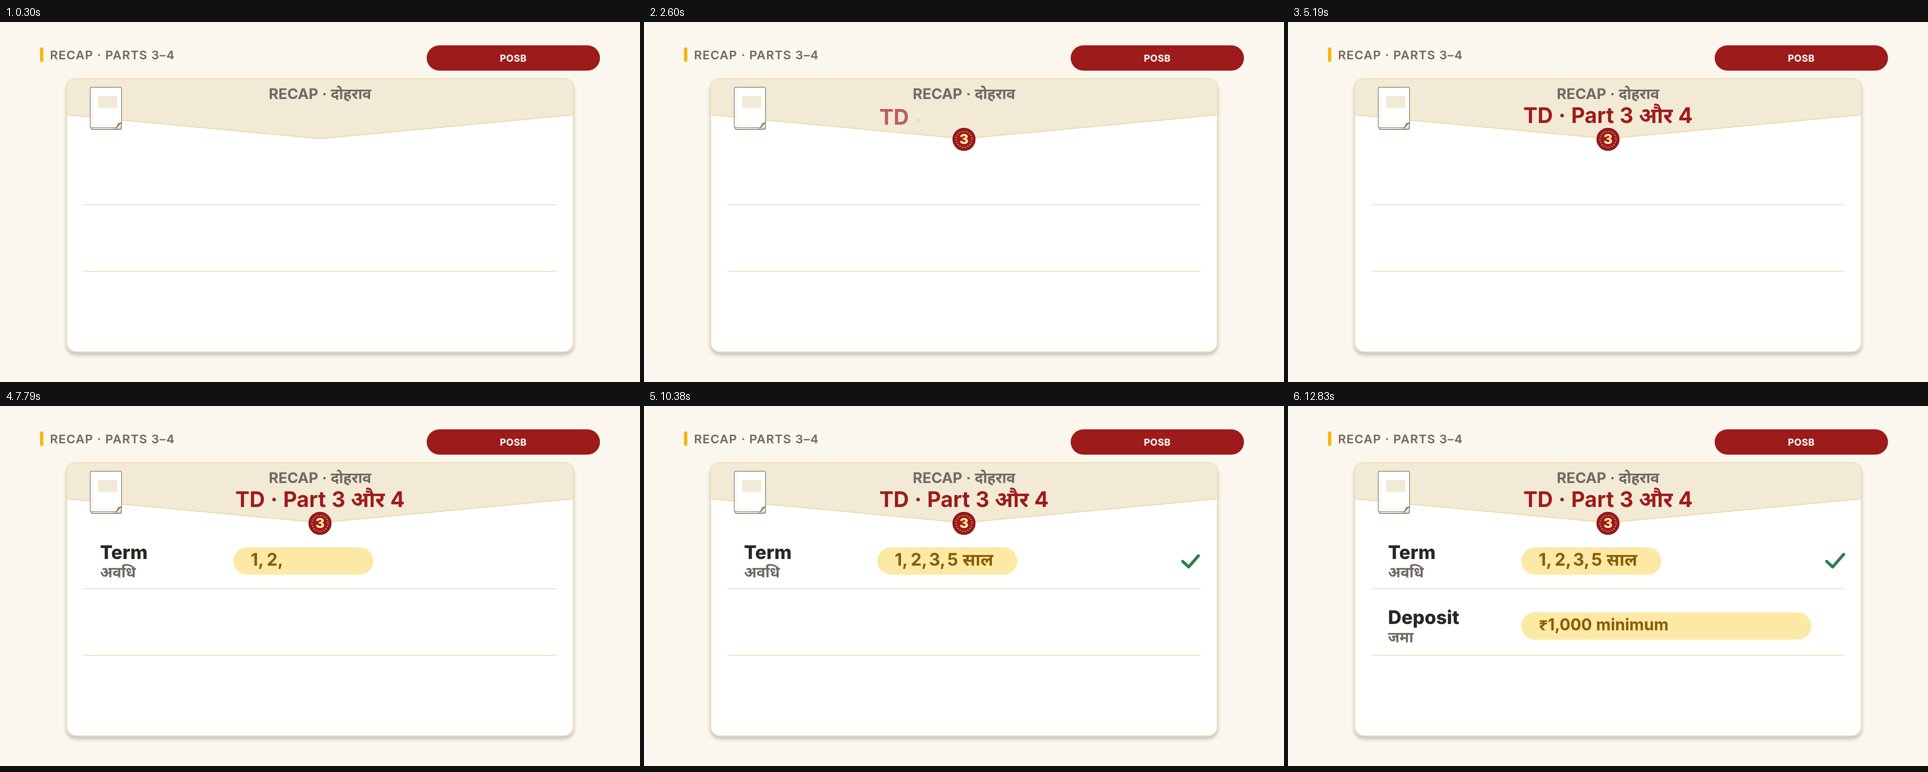 1. 0.30s
RECAP · PARTS 3–4
POSB
RECAP · दोहराव
2. 2.60s
RECAP · PARTS 3–4
POSB
RECAP · दोहराव
TD ·
3
3. 5.19s
RECAP · PARTS 3–4
POSB
RECAP · दोहराव
TD · Part 3 और 4
3
4. 7.79s
RECAP · PARTS 3–4
POSB
RECAP · दोहराव
TD · Part 3 और 4
3
Term
1, 2,
अवधि
5. 10.38s
RECAP · PARTS 3–4
POSB
RECAP · दोहराव
TD · Part 3 और 4
3
Term
1, 2, 3, 5 साल
अवधि
6. 12.83s
RECAP · PARTS 3–4
POSB
RECAP · दोहराव
TD · Part 3 और 4
3
Term
1, 2, 3, 5 साल
अवधि
Deposit
₹1,000 minimum
जमा